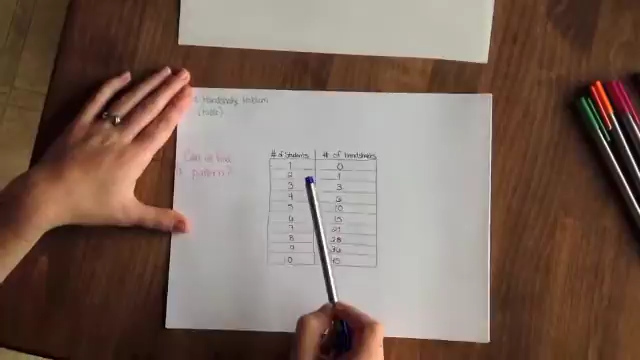 Handshake Problem
(Table)
Can we find
a pattern?
# of Students # of Handshakes
1 0
2 1
3 3
4
5 10
6 15
7 21
8 28
9 36
10 45